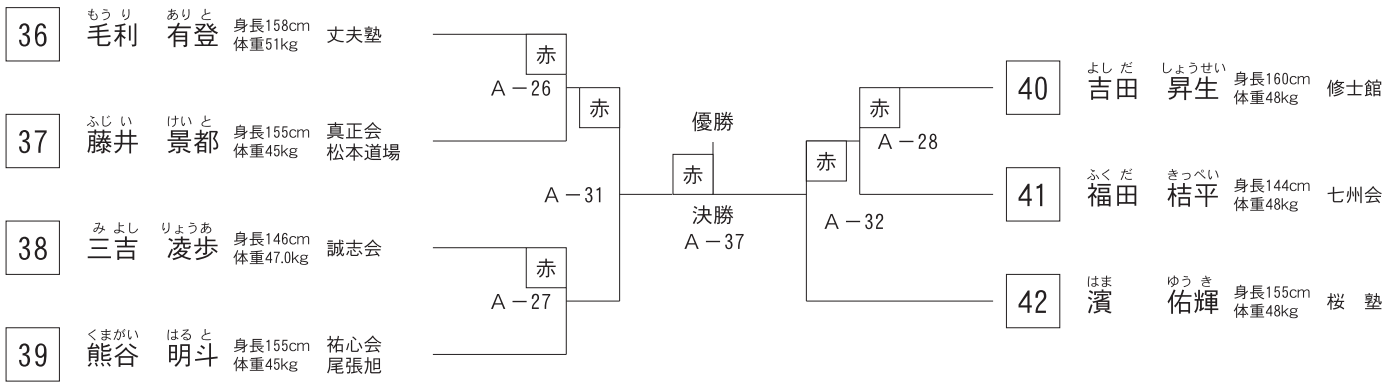 36
もう り　あり と
毛利　有登
身長158cm
体重51kg
丈夫塾
赤
A－26
37
ふじ い　けい と
藤井　景都
身長155cm
体重45kg
真正会
松本道場
赤
A－31
38
み よし　りょうあ
三吉　凌歩
身長146cm
体重47.0kg
誠志会
赤
A－27
39
くまがい　はる と
熊谷　明斗
身長155cm
体重45kg
祐心会
尾張旭
優勝
赤
決勝
A－37
40
よし だ　しょうせい
吉田　昇生
身長160cm
体重48kg
修士館
赤
A－28
赤
A－32
41
ふく だ　きっぺい
福田　桔平
身長144cm
体重48kg
七州会
42
はま　ゆう き
濱　佑輝
身長155cm
体重48kg
桜　塾